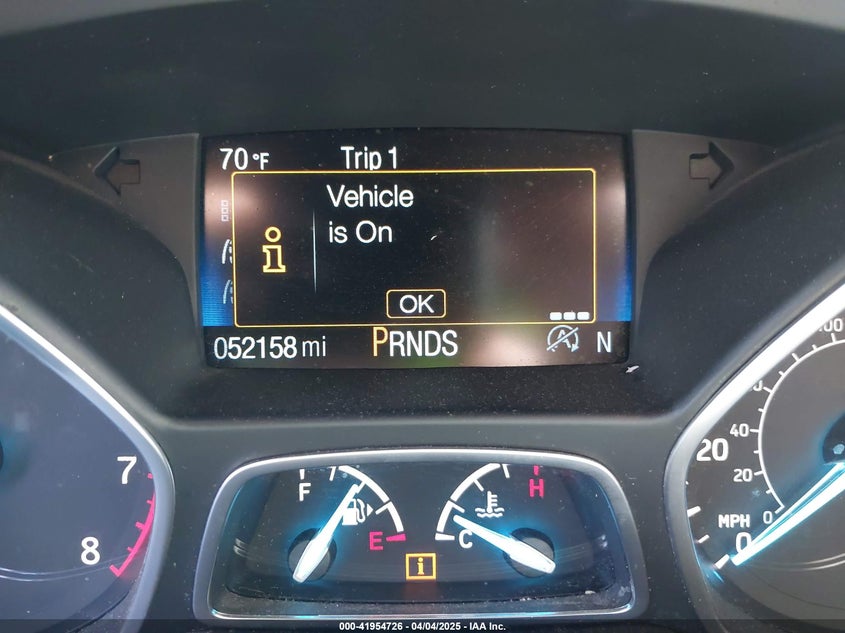 70°F Trip 1
Vehicle
is On
i
OK
052158 mi PRNDS A N
7
8
F
E
H
C
i
20
40
20
0
MPH
0
000-41954726 - 04/04/2025 - IAA Inc.